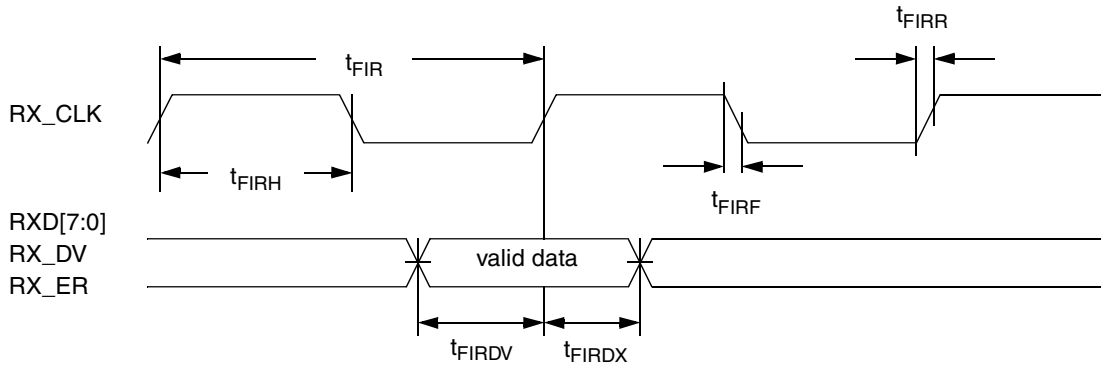 tFIRR
tFIR
RX_CLK
tFIRH
tFIRF
RXD[7:0]
RX_DV
valid data
RX_ER
tFIRDV
tFIRDX